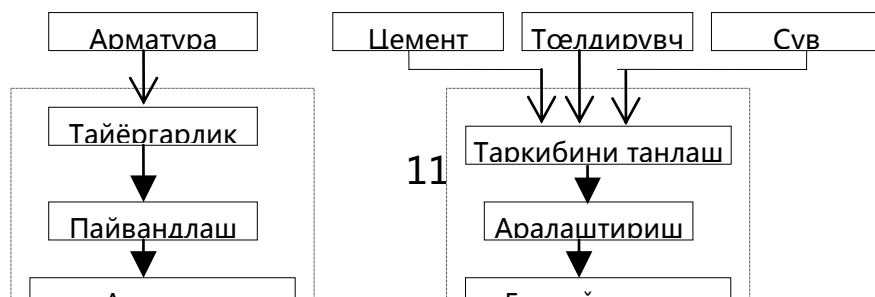 Арматура
Цемент
Тœлдирувч
Сув
Тайёргарлик
Таркибини танлаш
11
Пайвандлаш
Аралаштириш